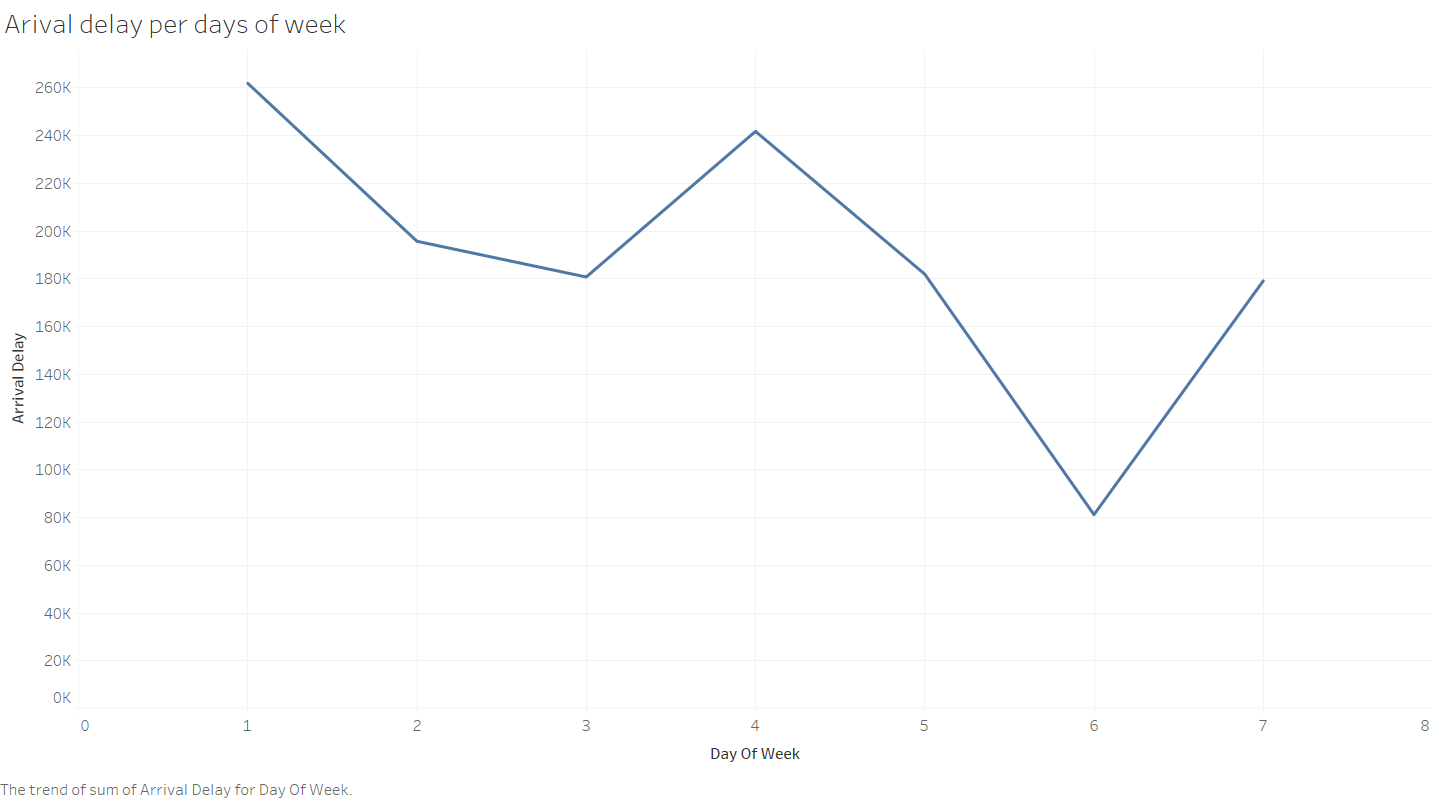 Arival delay per days of week
260K
240K
220K
200K
180K
160K
140K
120K
100K
80K
60K
40K
20K
0K
Arrival Delay
0 1 2 3 4 5 6 7 8
Day Of Week
The trend of sum of Arrival Delay for Day Of Week.